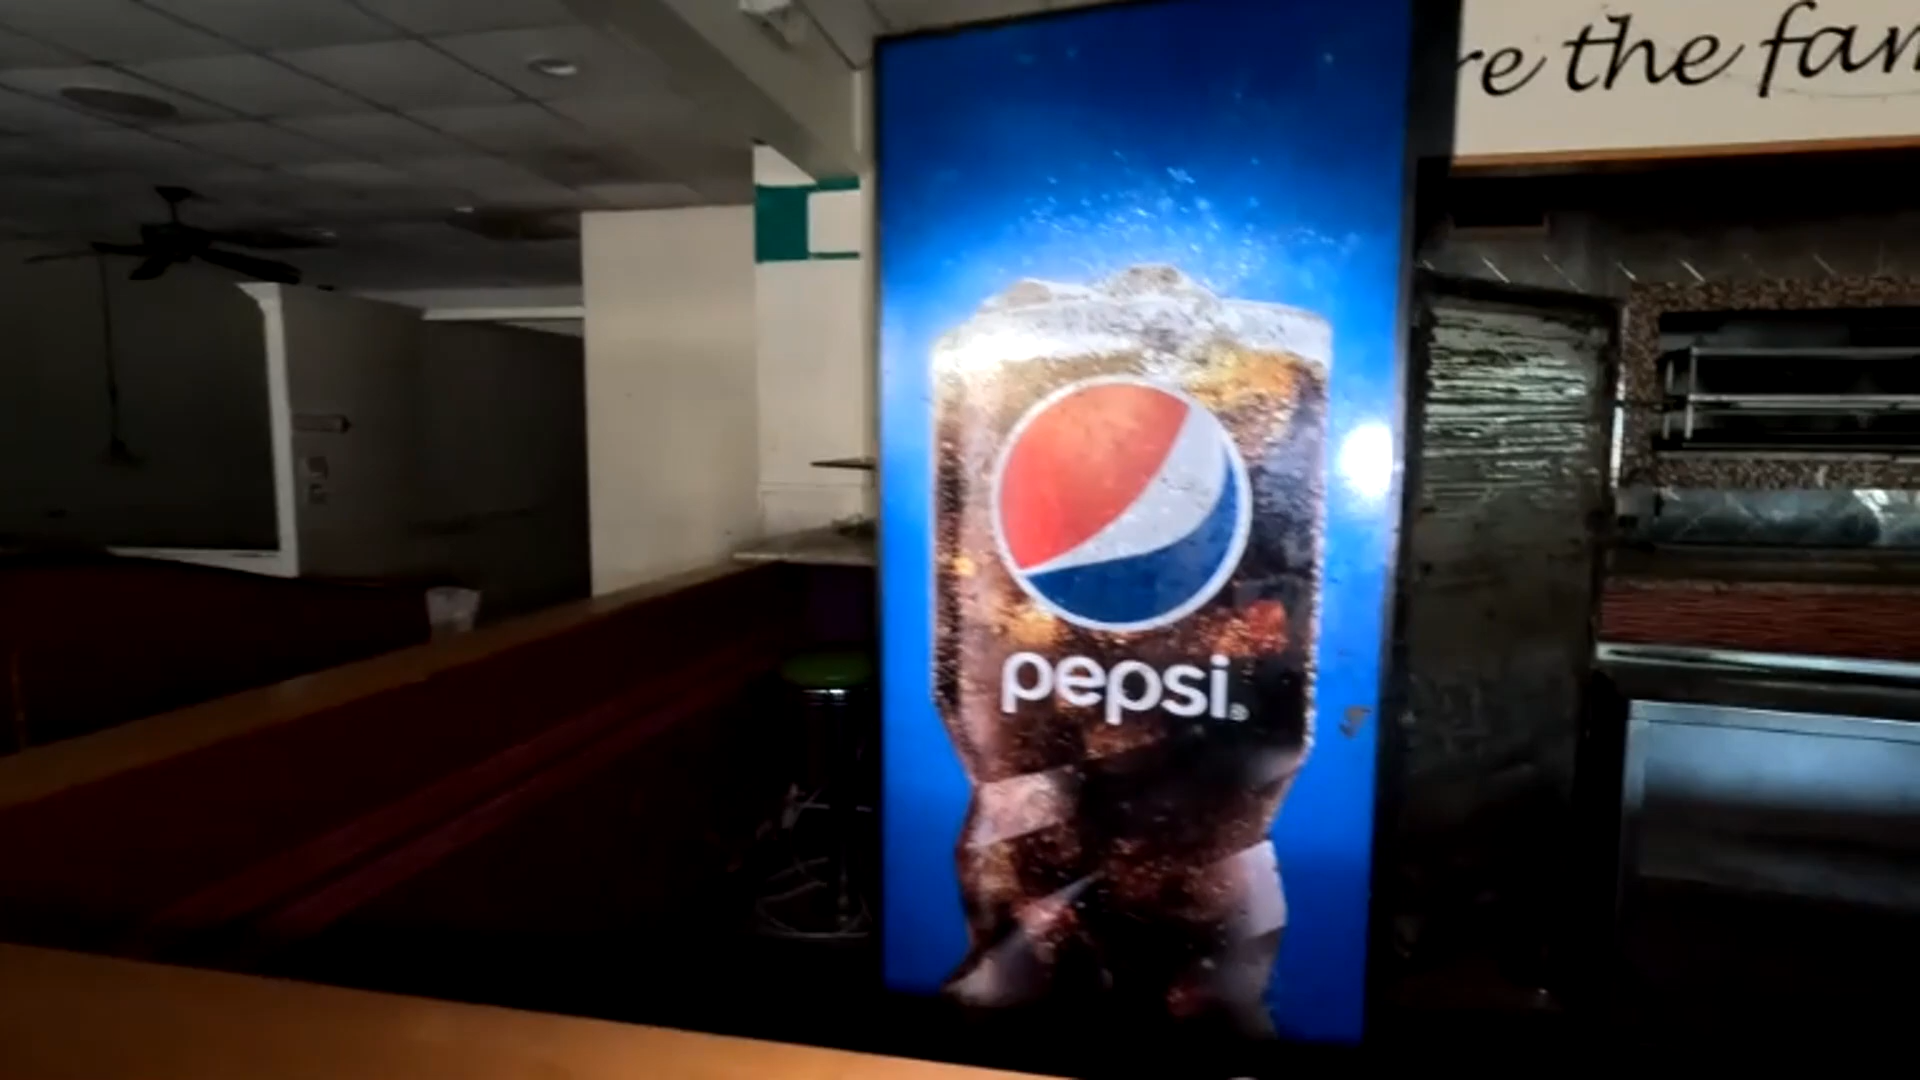 re the fam
pepsi